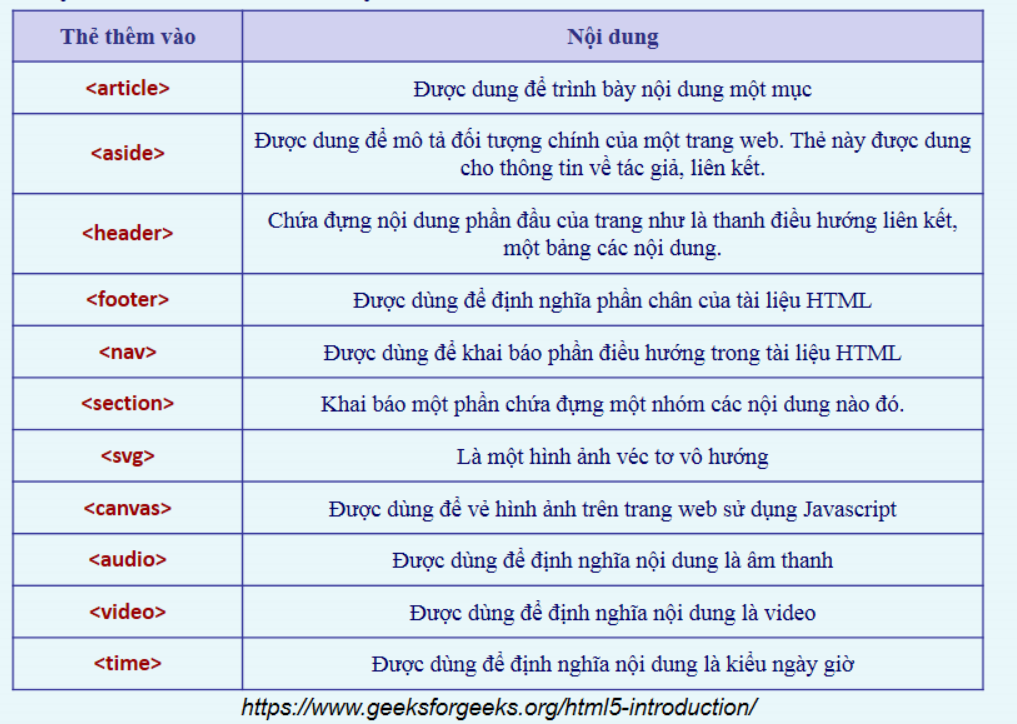 Thẻ thêm vào
Nội dung
<article>
Được dung để trình bày nội dung một mục
<aside>
Được dung để mô tả đối tượng chính của một trang web. Thẻ này được dung
cho thông tin về tác giả, liên kết.
<header>
Chứa đựng nội dung phần đầu của trang như là thanh điều hướng liên kết,
một bảng các nội dung.
<footer>
Được dùng để định nghĩa phần chân của tài liệu HTML
<nav>
Được dùng để khai báo phần điều hướng trong tài liệu HTML
<section>
Khai báo một phần chứa đựng một nhóm các nội dung nào đó.
<svg>
Là một hình ảnh véc tơ vô hướng
<canvas>
Được dùng để vẻ hình ảnh trên trang web sử dụng Javascript
<audio>
Được dùng để định nghĩa nội dung là âm thanh
<video>
Được dùng để định nghĩa nội dung là video
<time>
Được dùng để định nghĩa nội dung là kiểu ngày giờ
https://www.geeksforgeeks.org/html5-introduction/